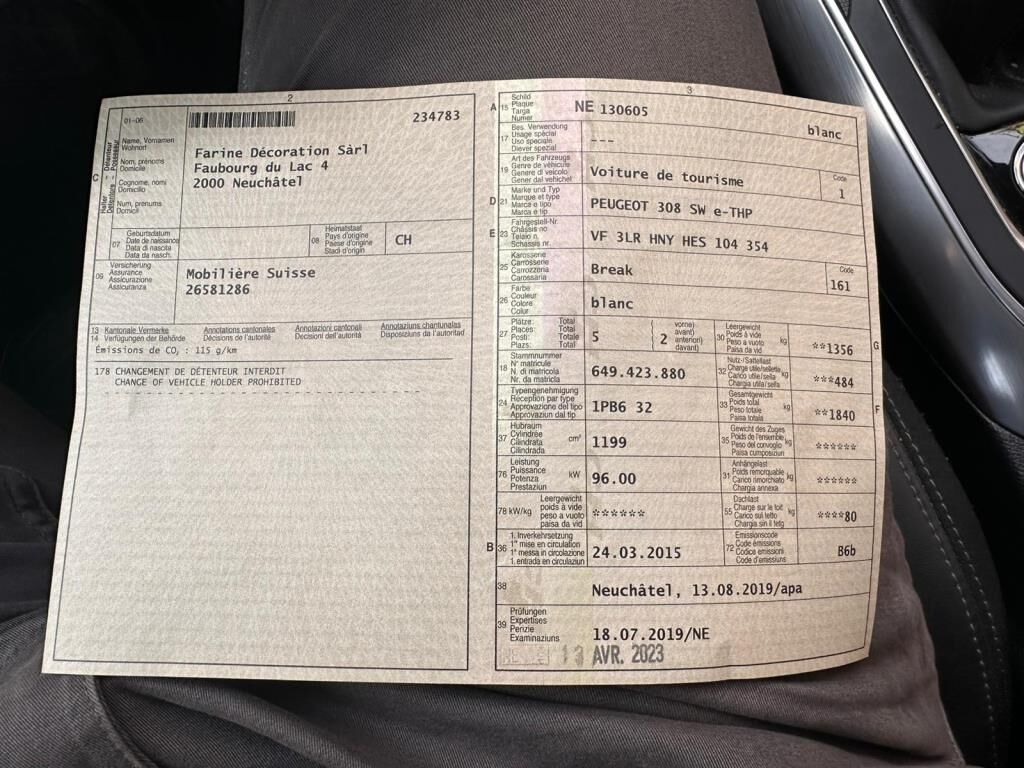 2
01-06
234783
C
Halter Détenteur
Detentore - Possessur
Name, Vornamen
Wohnort
Nom, prénoms
Domicile
Cognome, nomi
Domicilio
Num, prenums
Domicil
Farine Décoration Sàrl
Faubourg du Lac 4
2000 Neuchâtel
07
Geburtsdatum
Date de naissance
Data di nascita
Data da nasch.
08
Heimatstaat
Pays d'origine
Paese d'origine
Stadi d'origin
CH
09
Versicherung
Assurance
Assicurazione
Assicuranza
Mobilière Suisse
26581286
13 Kantonale Vermerke Annotations cantonales Annotazioni cantonali Annotaziuns chantunalas
14 Verfügungen der Behörde Décisions de l'autorité Decisioni dell'autorità Disposiziuns da l'autoritad
Émissions de CO₂ : 115 g/km
178 CHANGEMENT DE DÉTENTEUR INTERDIT
CHANGE OF VEHICLE HOLDER PROHIBITED
3
A 15
Schild
Plaque
Targa
Numer
NE 130605
blanc
17
Bes. Verwendung
Usage spécial
Uso speciale
Diever spezial
---
19
Art des Fahrzeugs
Genre de véhicule
Genere di veicolo
Gener dal vehichel
Voiture de tourisme
Code
1
D 21
Marke und Typ
Marque et type
Marca e tipo
Marca e tip
PEUGEOT 308 SW e-THP
E 23
Fahrgestell-Nr.
Châssis no
Telaio n.
Schassis nr.
VF 3LR HNY HES 104 354
25
Karosserie
Carrosserie
Carrozzeria
Carossaria
Break
Code
161
26
Farbe
Couleur
Colore
Colur
blanc
27
Plätze: Total
Places: Total
Posti: Totale
Plazs: Total
5
vorne)
avant)
anteriori)
davant)
2
30
Leergewicht
Poids à vide
Peso a vuoto
Paisa da vid
kg
**1356
G
18
Stammnummer
N° matricule
N. di matricola
Nr. da matricla
649.423.880
32
Nutz-/Sattellast
Charge utile/sellette
Carico utile/sella
Chargia utila/sella
kg
***484
24
Typengenehmigung
Réception par type
Approvazione del tipo
Approvaziun dal tip
1PB6 32
33
Gesamtgewicht
Poids total
Peso totale
Paisa totala
kg
**1840
F
37
Hubraum
Cylindrée
Cilindrata
Cilindrada
cm³
1199
35
Gewicht des Zuges
Poids de l'ensemble
Peso del convoglio
Paisa cumposiziun
kg
******
76
Leistung
Puissance
Potenza
Prestaziun
kW
96.00
31
Anhängelast
Poids remorquable
Carico rimorchiato
Chargia annexa
kg
******
78 kW/kg
Leergewicht
poids à vide
peso a vuoto
paisa da vid
******
55
Dachlast
Charge sur le toit
Carico sul tetto
Chargia sin il tetg
kg
****80
B 36
1. Inverkehrsetzung
1re mise en circulation
1a messa in circolazione
1. entrada en circulaziun
24.03.2015
72
Emissionscode
Code émissions
Codice emissioni
Code d'emissiuns
B6b
38
Neuchâtel, 13.08.2019/apa
39
Prüfungen
Expertises
Perizie
Examinaziuns
18.07.2019/NE
13 AVR. 2023